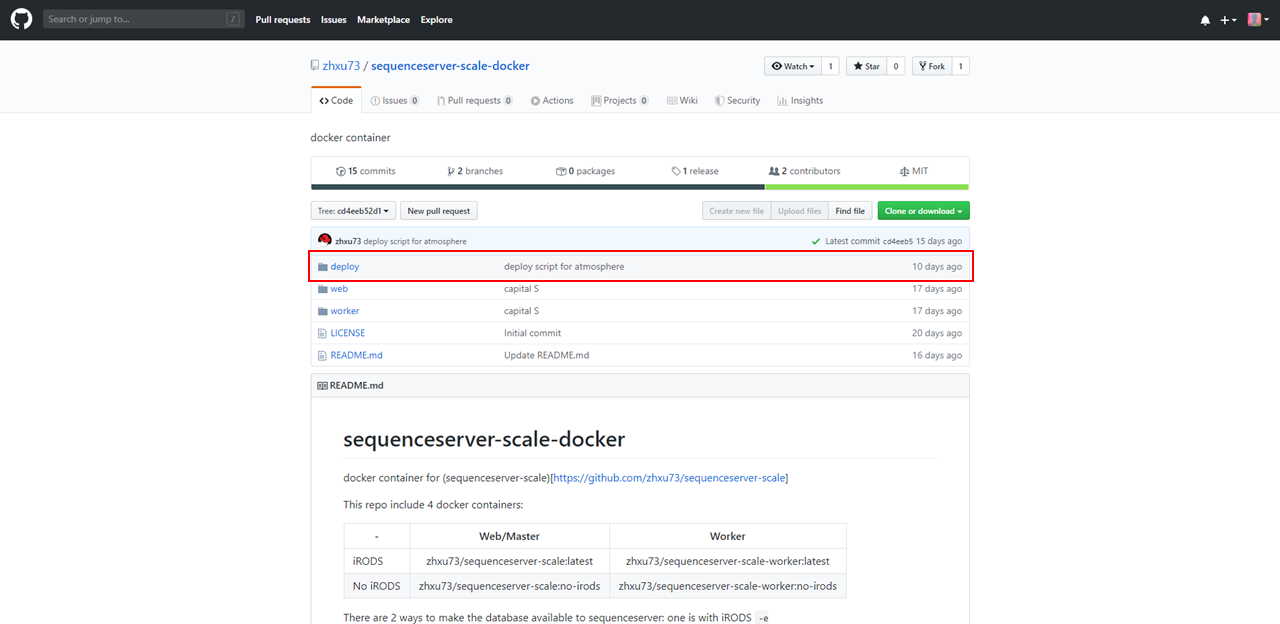 Search or jump to... / Pull requests Issues Marketplace Explore
zhxu73 / sequenceserver-scale-docker Watch 1 Star 0 Fork 1
Code Issues 0 Pull requests 0 Actions Projects 0 Wiki Security Insights
docker container
15 commits 2 branches 0 packages 1 release 2 contributors MIT
Tree: cd4eeb52d1 New pull request Create new file Upload files Find file Clone or download
zhxu73 deploy script for atmosphere Latest commit cd4eeb5 15 days ago
deploy deploy script for atmosphere 10 days ago
web capital S 17 days ago
worker capital S 17 days ago
LICENSE Initial commit 20 days ago
README.md Update README.md 16 days ago
README.md
sequenceserver-scale-docker
docker container for (sequenceserver-scale)[https://github.com/zhxu73/sequenceserver-scale]
This repo include 4 docker containers:
- Web/Master Worker
iRODS zhxu73/sequenceserver-scale:latest zhxu73/sequenceserver-scale-worker:latest
No iRODS zhxu73/sequenceserver-scale:no-irods zhxu73/sequenceserver-scale-worker:no-irods
There are 2 ways to make the database available to sequenceserver: one is with iRODS -e